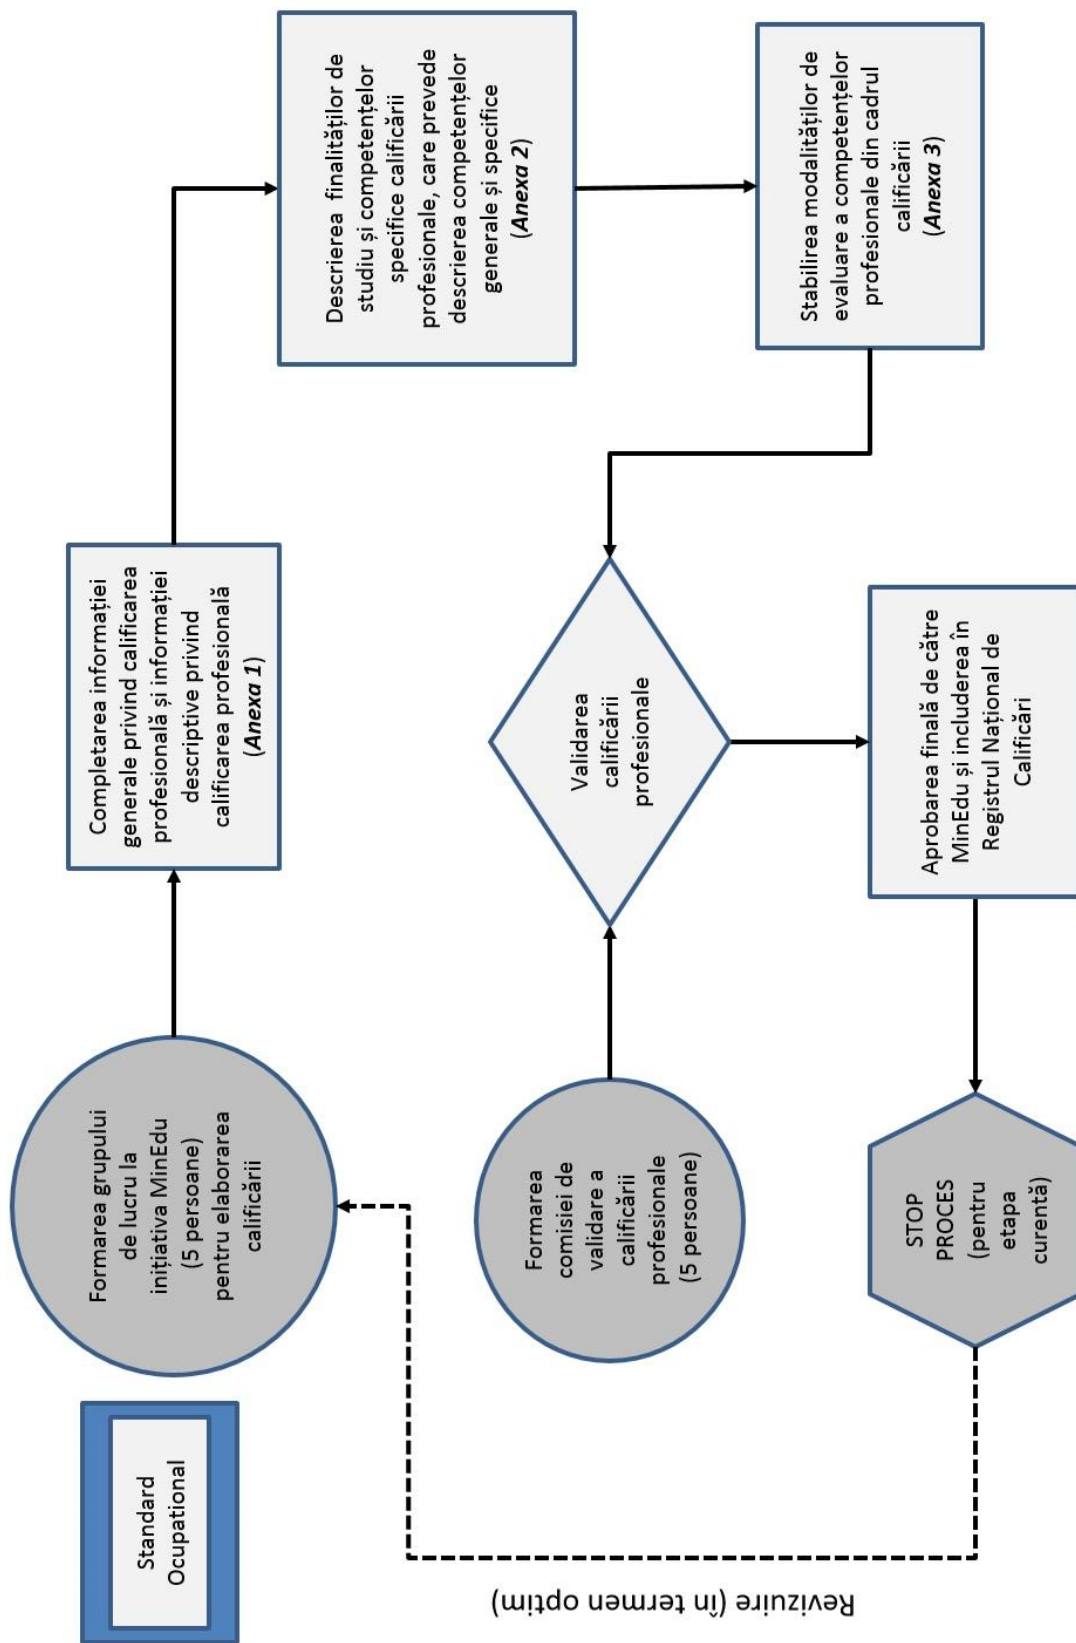 Standard
Ocupațional
Formarea grupului
de lucru la
inițiativa MinEdu
(5 persoane)
pentru elaborarea
calificării
Completarea informației
generale privind calificarea
profesională și informației
descriptive privind
calificarea profesională
(Anexa 1)
Descrierea finalităților de
studiu și competențelor
specifice calificării
profesionale, care prevede
descrierea competențelor
generale și specifice
(Anexa 2)
Stabilirea modalităților de
evaluare a competențelor
profesionale din cadrul
calificării
(Anexa 3)
Formarea
comisiei de
validare a
calificării
profesionale
(5 persoane)
Validarea
calificării
profesionale
Aprobarea finală de către
MinEdu și includerea în
Registrul Național de
Calificări
STOP
PROCES
(pentru
etapa
curentă)
Revizuire (în termen optim)